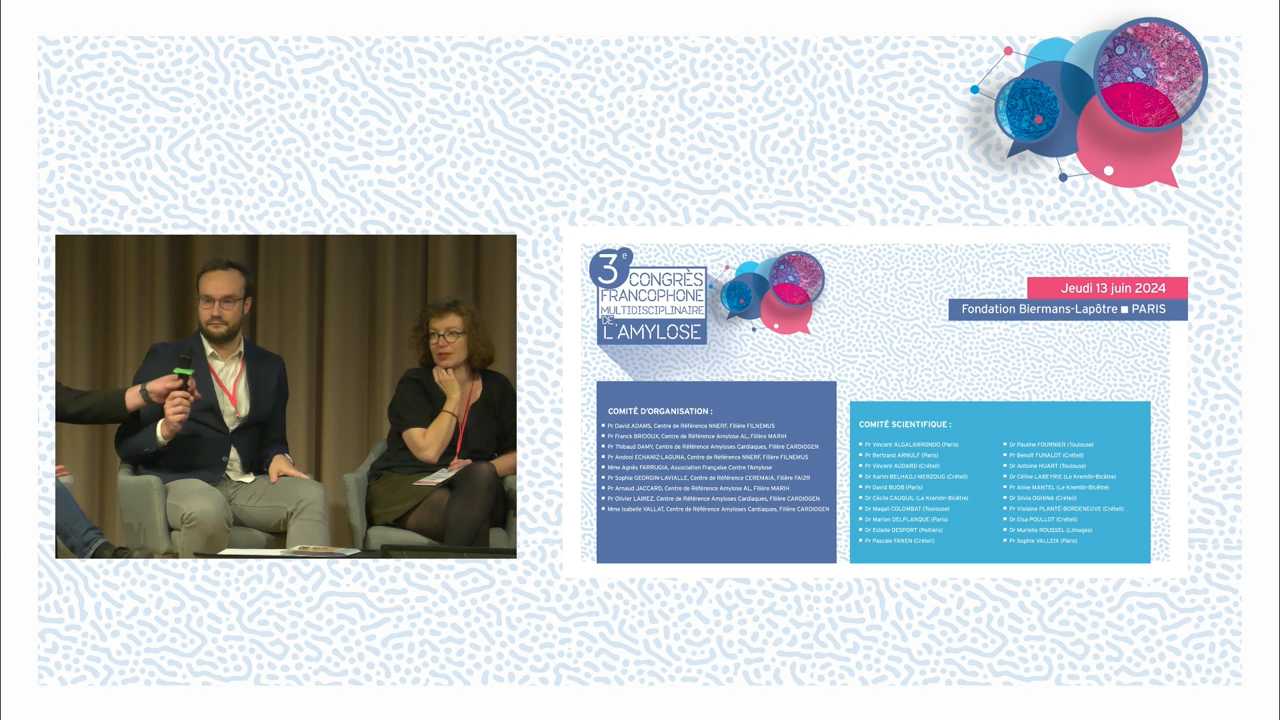 3e
CONGRÈS
FRANCOPHONE
MULTIDISCIPLINAIRE
DE
L'AMYLOSE
Jeudi 13 juin 2024
Fondation Biermans-Lapôtre ■ PARIS
COMITÉ D'ORGANISATION :
Pr David ADAMS, Centre de Référence NNERF, Filière FILNEMUS
Pr Franck BRIDOUX, Centre de Référence Amylose AL, Filière MARIH
Pr Thibaud DAMY, Centre de Référence Amyloses Cardiaques, Filière CARDIOGEN
Pr Andoni ECHANIZ-LAGUNA, Centre de Référence NNERF, Filière FILNEMUS
Mme Agnès FARRUGIA, Association Française Contre l'Amylose
Pr Sophie GEORGIN-LAVIALLE, Centre de Référence CEREMAIA, Filière FAI2R
Pr Arnaud JACCARD, Centre de Référence Amylose AL, Filière MARIH
Pr Olivier LAIREZ, Centre de Référence Amyloses Cardiaques, Filière CARDIOGEN
Mme Isabelle VALLAT, Centre de Référence Amyloses Cardiaques, Filière CARDIOGEN
COMITÉ SCIENTIFIQUE :
Pr Vincent ALGALARRONDO (Paris)
Pr Bertrand ARNULF (Paris)
Pr Vincent AUDARD (Créteil)
Dr Karim BELHADJ-MERZOUG (Créteil)
Pr David BUOB (Paris)
Dr Cécile CAUQUIL (Le Kremlin-Bicêtre)
Dr Magali COLOMBAT (Toulouse)
Dr Marion DELPLANQUE (Paris)
Dr Estelle DESPORT (Poitiers)
Pr Pascale FANEN (Créteil)
Dr Pauline FOURNIER (Toulouse)
Pr Benoît FUNALOT (Créteil)
Dr Antoine HUART (Toulouse)
Dr Céline LABEYRIE (Le Kremlin-Bicêtre)
Pr Anne MANTEL (Le Kremlin-Bicêtre)
Dr Silvia OGHINA (Créteil)
Pr Violaine PLANTÉ-BORDENEUVE (Créteil)
Dr Elsa POULLOT (Créteil)
Dr Murielle ROUSSEL (Limoges)
Pr Sophie VALLEIX (Paris)